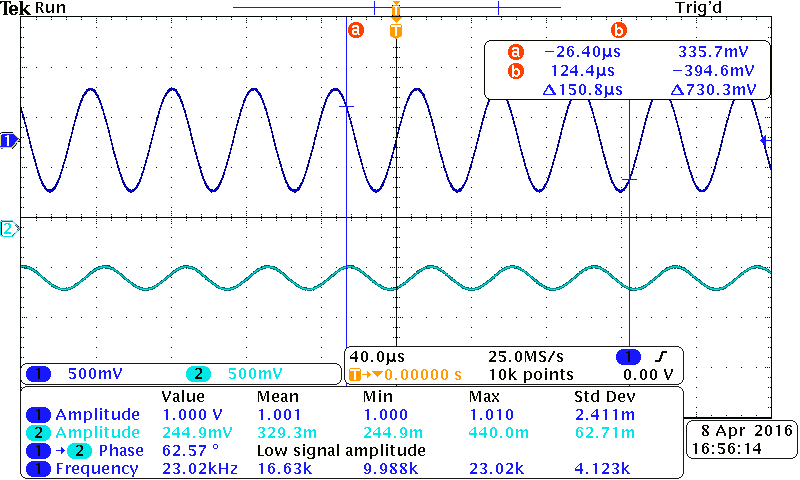 Tek Run Trig'd
T
a T b
a −26.40µs 335.7mV
b 124.4µs −394.6mV
Δ150.8µs Δ730.3mV
1
2
40.0µs 25.0MS/s 1
T→▼0.00000 s 10k points 0.00 V
1 500mV 2 500mV
Value Mean Min Max Std Dev
1 Amplitude 1.000 V 1.001 1.000 1.010 2.411m
2 Amplitude 244.9mV 329.3m 244.9m 440.0m 62.71m
1 → 2 Phase 62.57 ° Low signal amplitude
1 Frequency 23.02kHz 16.63k 9.988k 23.02k 4.123k
8 Apr 2016
16:56:14